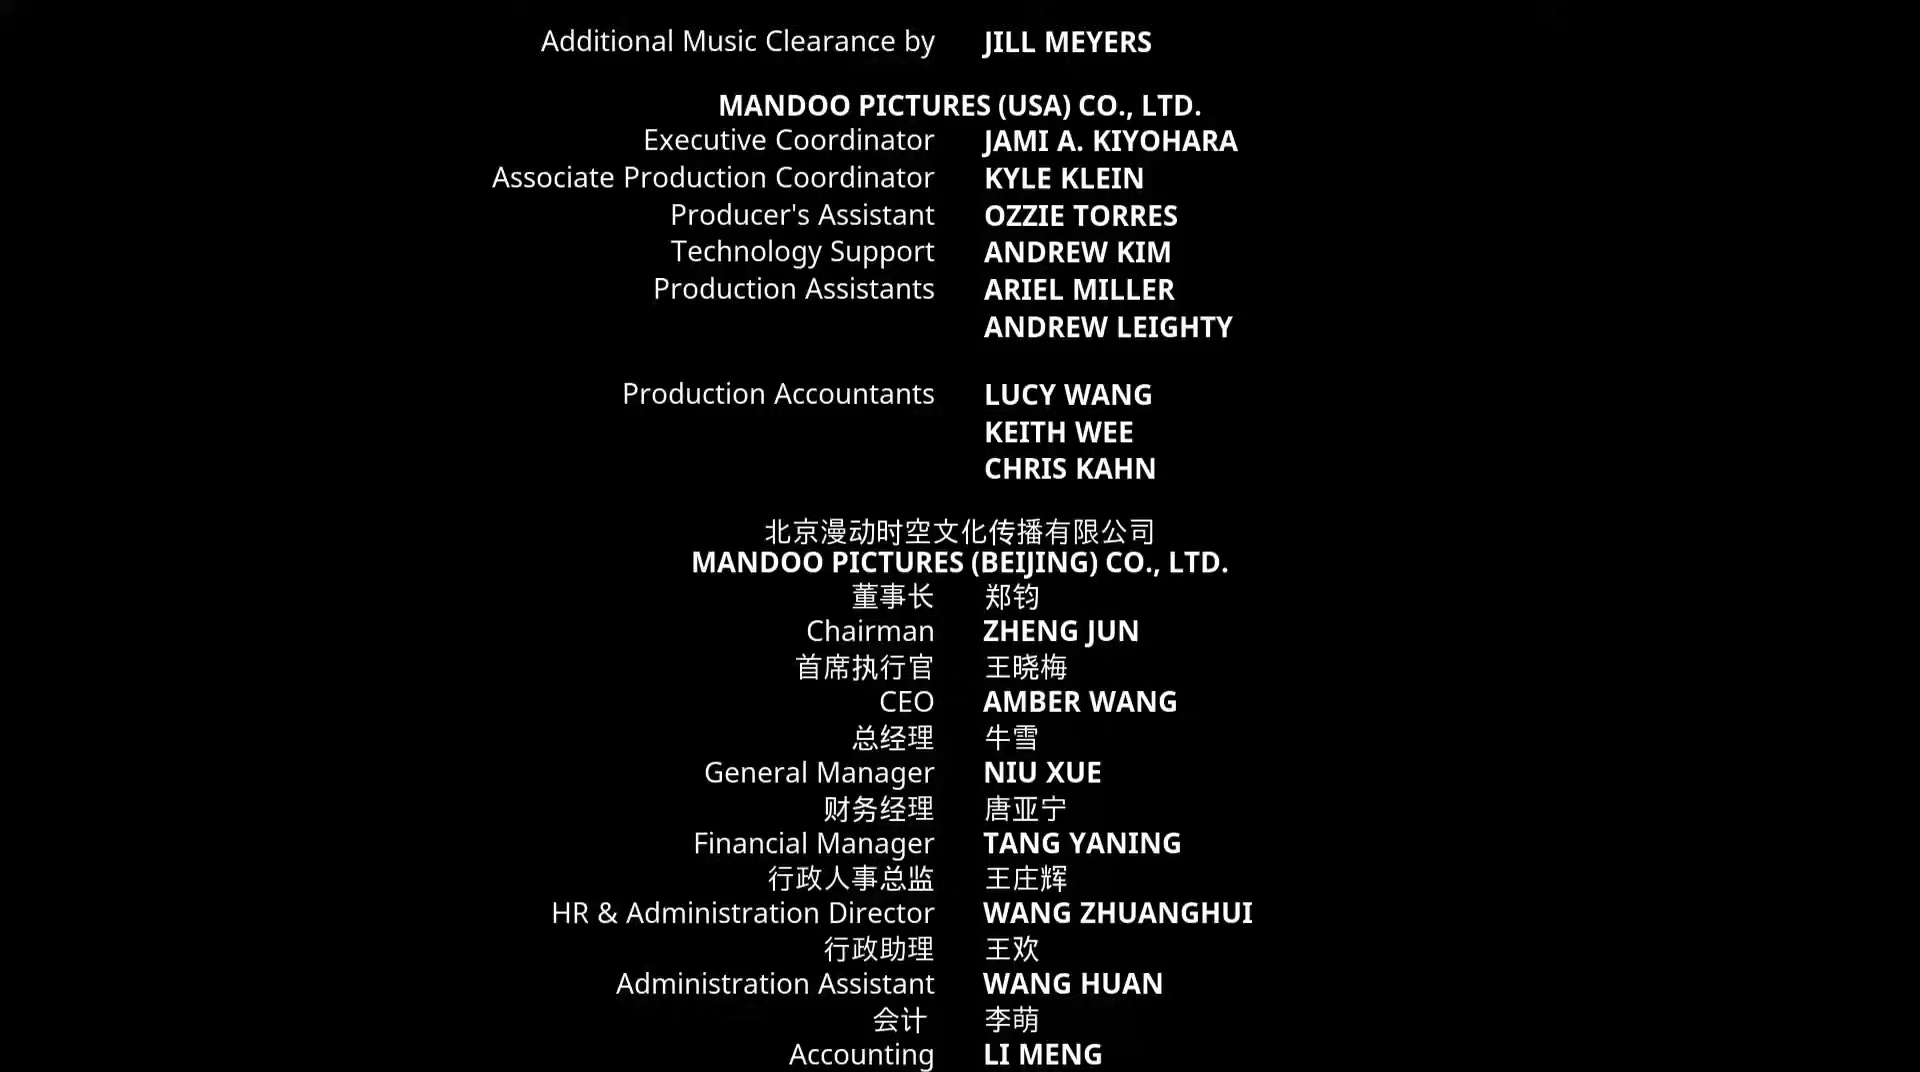 Additional Music Clearance by JILL MEYERS
MANDOO PICTURES (USA) CO., LTD.
Executive Coordinator JAMI A. KIYOHARA
Associate Production Coordinator KYLE KLEIN
Producer's Assistant OZZIE TORRES
Technology Support ANDREW KIM
Production Assistants ARIEL MILLER
ANDREW LEIGHTY
Production Accountants LUCY WANG
KEITH WEE
CHRIS KAHN
北京漫动时空文化传播有限公司
MANDOO PICTURES (BEIJING) CO., LTD.
董事长 郑钧
Chairman ZHENG JUN
首席执行官 王晓梅
CEO AMBER WANG
总经理 牛雪
General Manager NIU XUE
财务经理 唐亚宁
Financial Manager TANG YANING
行政人事总监 王庄辉
HR & Administration Director WANG ZHUANGHUI
行政助理 王欢
Administration Assistant WANG HUAN
会计 李萌
Accounting LI MENG